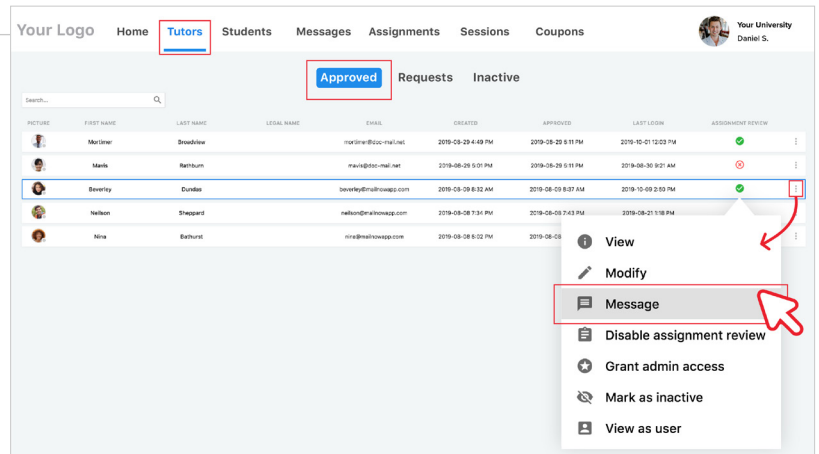 Your Logo Home Tutors Students Messages Assignments Sessions Coupons Your University
Daniel S.
Approved Requests Inactive
Search...
PICTURE FIRST NAME LAST NAME LEGAL NAME EMAIL CREATED APPROVED LAST LOGIN ASSIGNMENT REVIEW
Mortimer Broadview mortimer@doc-mail.net 2019-08-29 4:49 PM 2019-08-29 5:11 PM 2019-10-01 12:03 PM
Mavis Rathburn mavis@doc-mail.net 2019-08-29 5:01 PM 2019-08-29 5:11 PM 2019-08-30 9:21 AM
Beverley Dundas beverley@mailnowapp.com 2019-08-09 8:32 AM 2019-08-09 8:37 AM 2019-10-09 2:50 PM
Neilson Sheppard neilson@mailnowapp.com 2019-08-08 7:34 PM 2019-08-08 7:43 PM 2019-08-21 1:18 PM
Nina Bathurst nina@mailnowapp.com 2019-08-08 6:02 PM 2019-08-08
View
Modify
Message
Disable assignment review
Grant admin access
Mark as inactive
View as user